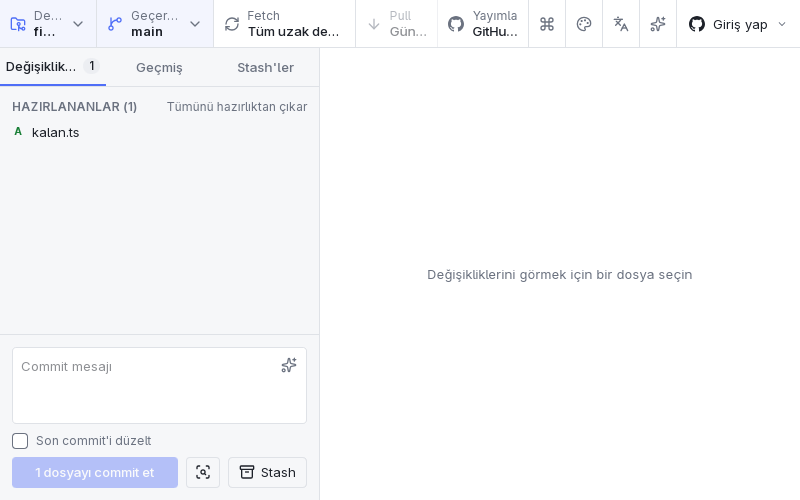 De...
fi...
Geçer...
main
Fetch
Tüm uzak de...
Pull
Gün...
Yayımla
GitHu...
Giriş yap
Değişiklik... 1
Geçmiş
Stash'ler
HAZIRLANANLAR (1)
Tümünü hazırlıktan çıkar
A kalan.ts
Değişikliklerini görmek için bir dosya seçin
Commit mesajı
Son commit'i düzelt
1 dosyayı commit et
Stash